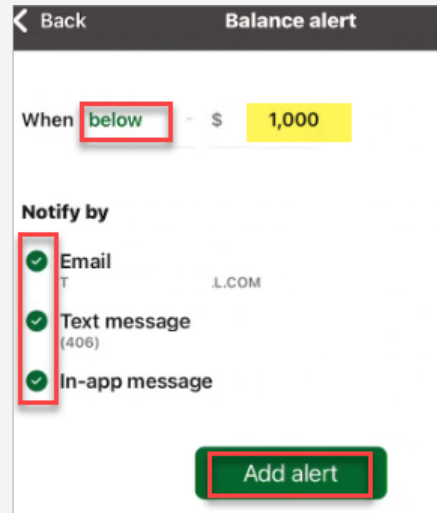 Back Balance alert
When below $ 1,000
Notify by
Email
T .L.COM
Text message
(406)
In-app message
Add alert